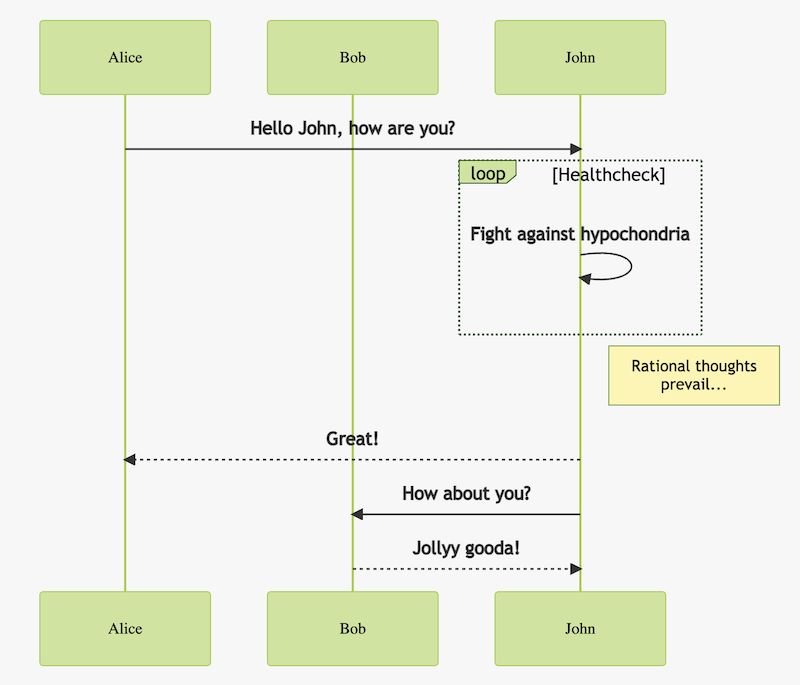 Alice
Bob
John
Hello John, how are you?
loop
[Healthcheck]
Fight against hypochondria
Rational thoughts
prevail...
Great!
How about you?
Jollyy gooda!
Alice
Bob
John